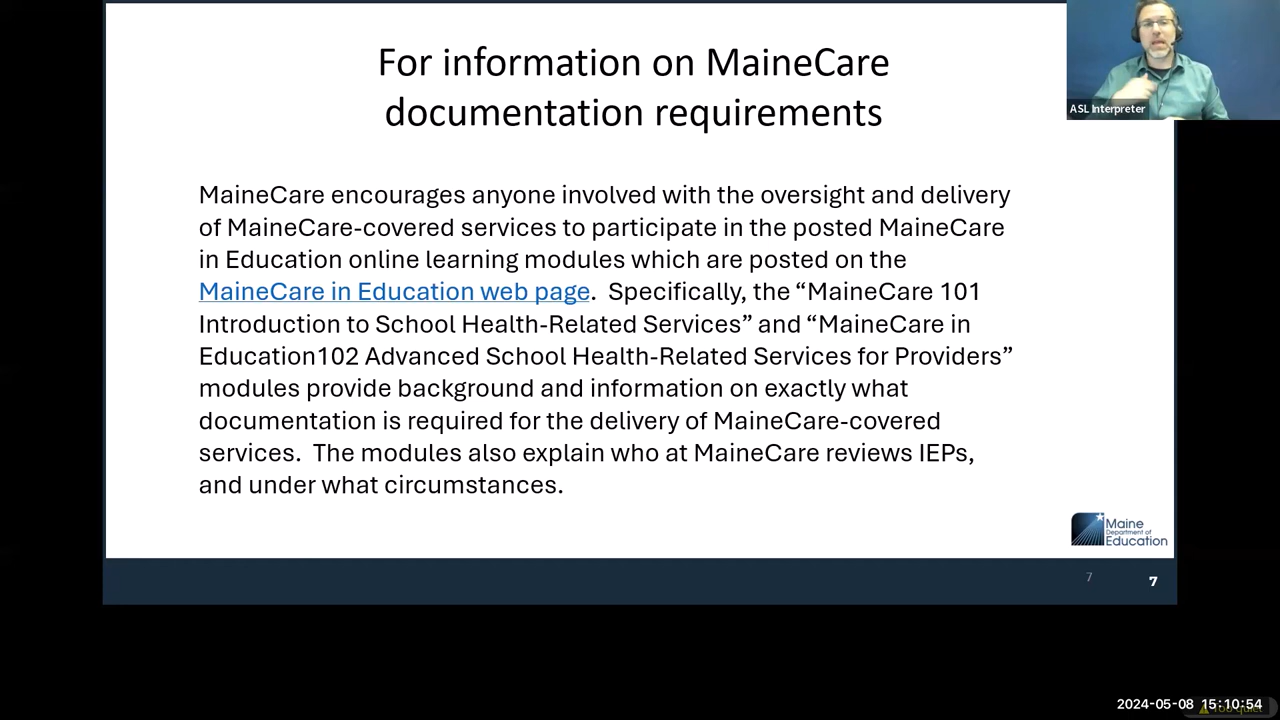 For information on MaineCare
documentation requirements
ASL Interpreter
MaineCare encourages anyone involved with the oversight and delivery
of MaineCare-covered services to participate in the posted MaineCare
in Education online learning modules which are posted on the
MaineCare in Education web page.  Specifically, the “MaineCare 101
Introduction to School Health-Related Services” and “MaineCare in
Education102 Advanced School Health-Related Services for Providers”
modules provide background and information on exactly what
documentation is required for the delivery of MaineCare-covered
services.  The modules also explain who at MaineCare reviews IEPs,
and under what circumstances.
Maine
Department of
Education
7
7
2024-05-08 15:10:54